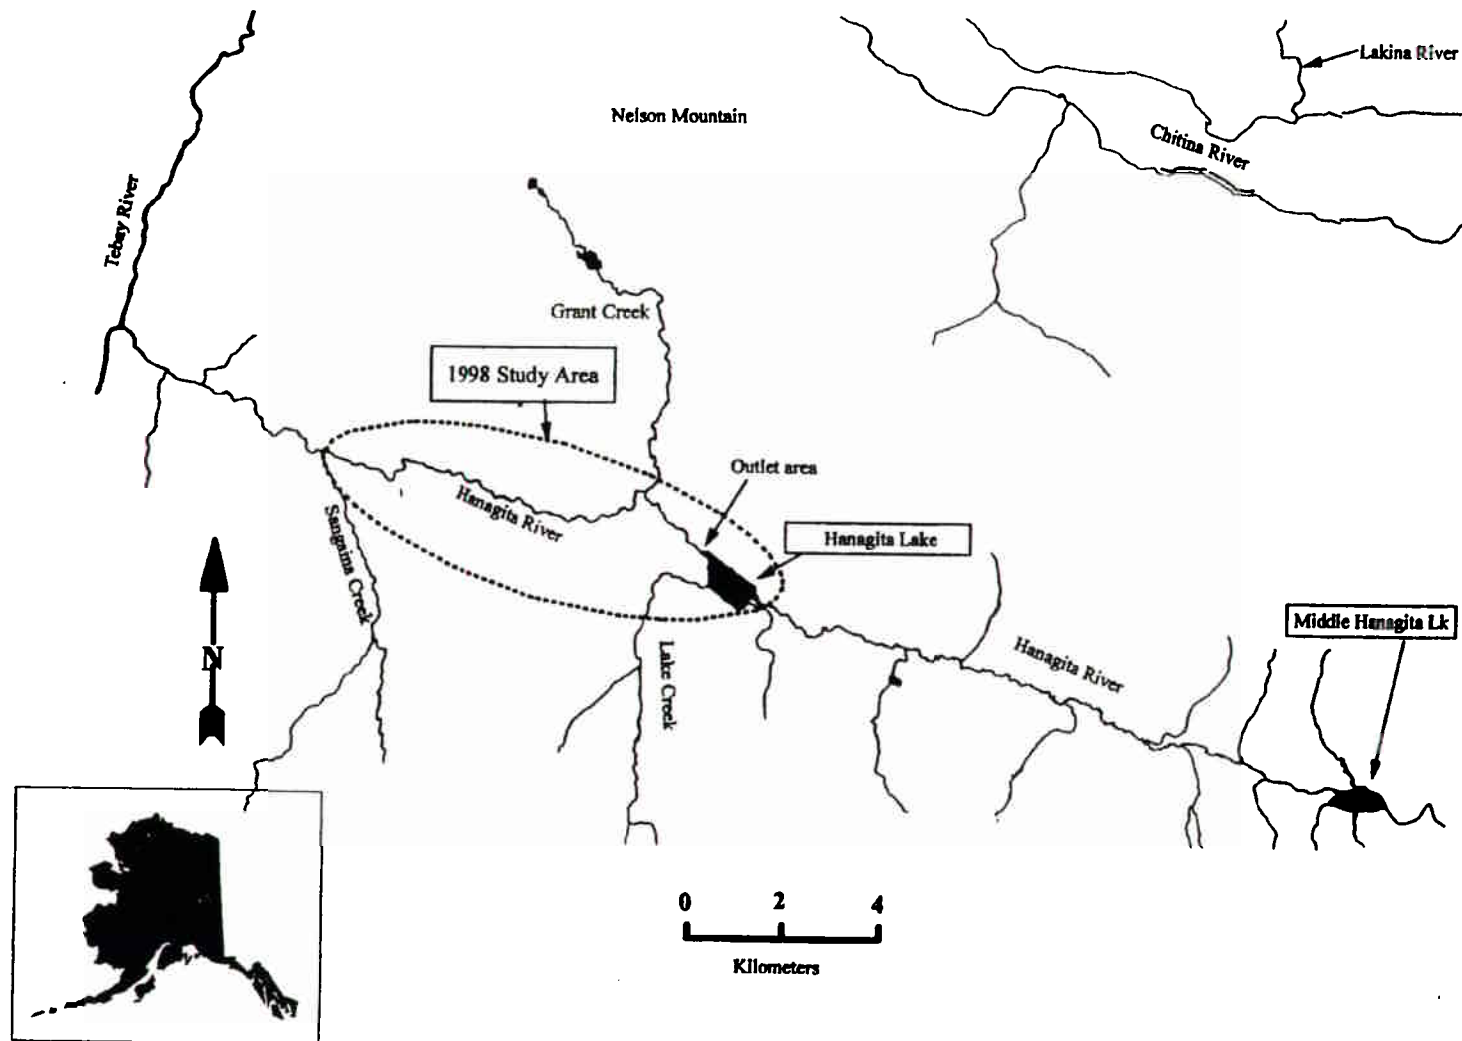 Lakina River
Nelson Mountain
Chitina River
Tebay River
Grant Creek
1998 Study Area
Outlet area
Hanagita River
Hanagita Lake
Sangaina Creek
Middle Hanagita Lk
Lake Creek
Hanagita River
N
0 2 4
Kilometers